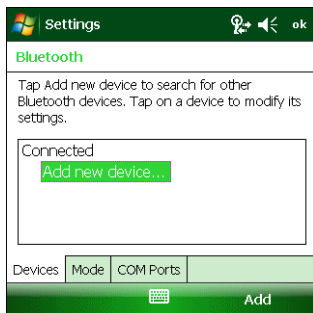 Settings
ok
Bluetooth
Tap Add new device to search for other
Bluetooth devices. Tap on a device to modify its
settings.
Connected
Add new device...
Devices Mode COM Ports
Add